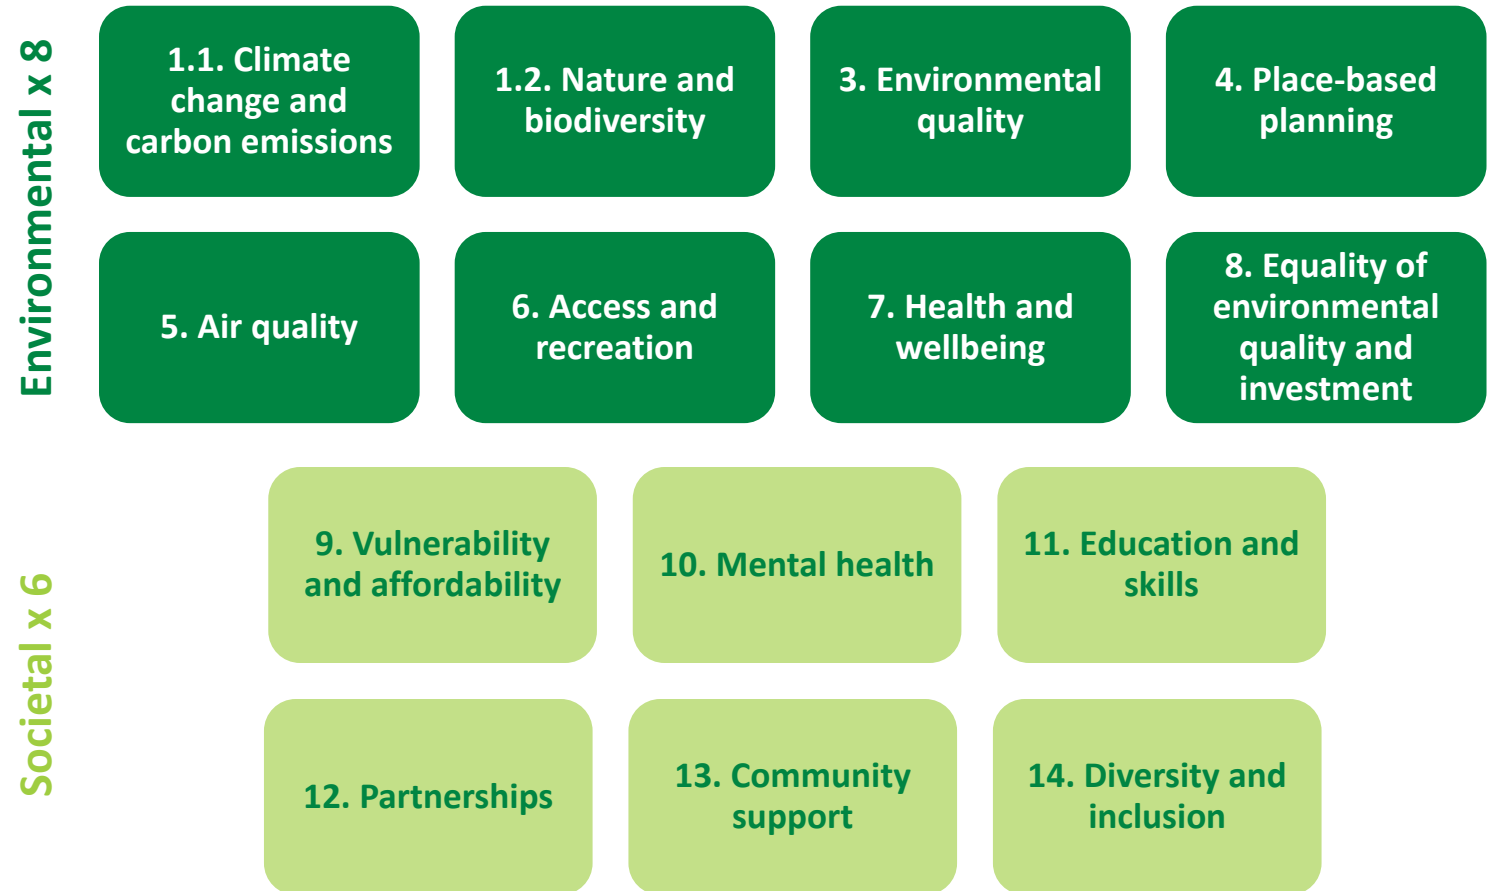 Environmental x 8
1.1. Climate
change and
carbon emissions
1.2. Nature and
biodiversity
3. Environmental
quality
4. Place-based
planning
5. Air quality
6. Access and
recreation
7. Health and
wellbeing
8. Equality of
environmental
quality and
investment
Societal x 6
9. Vulnerability
and affordability
10. Mental health
11. Education and
skills
12. Partnerships
13. Community
support
14. Diversity and
inclusion